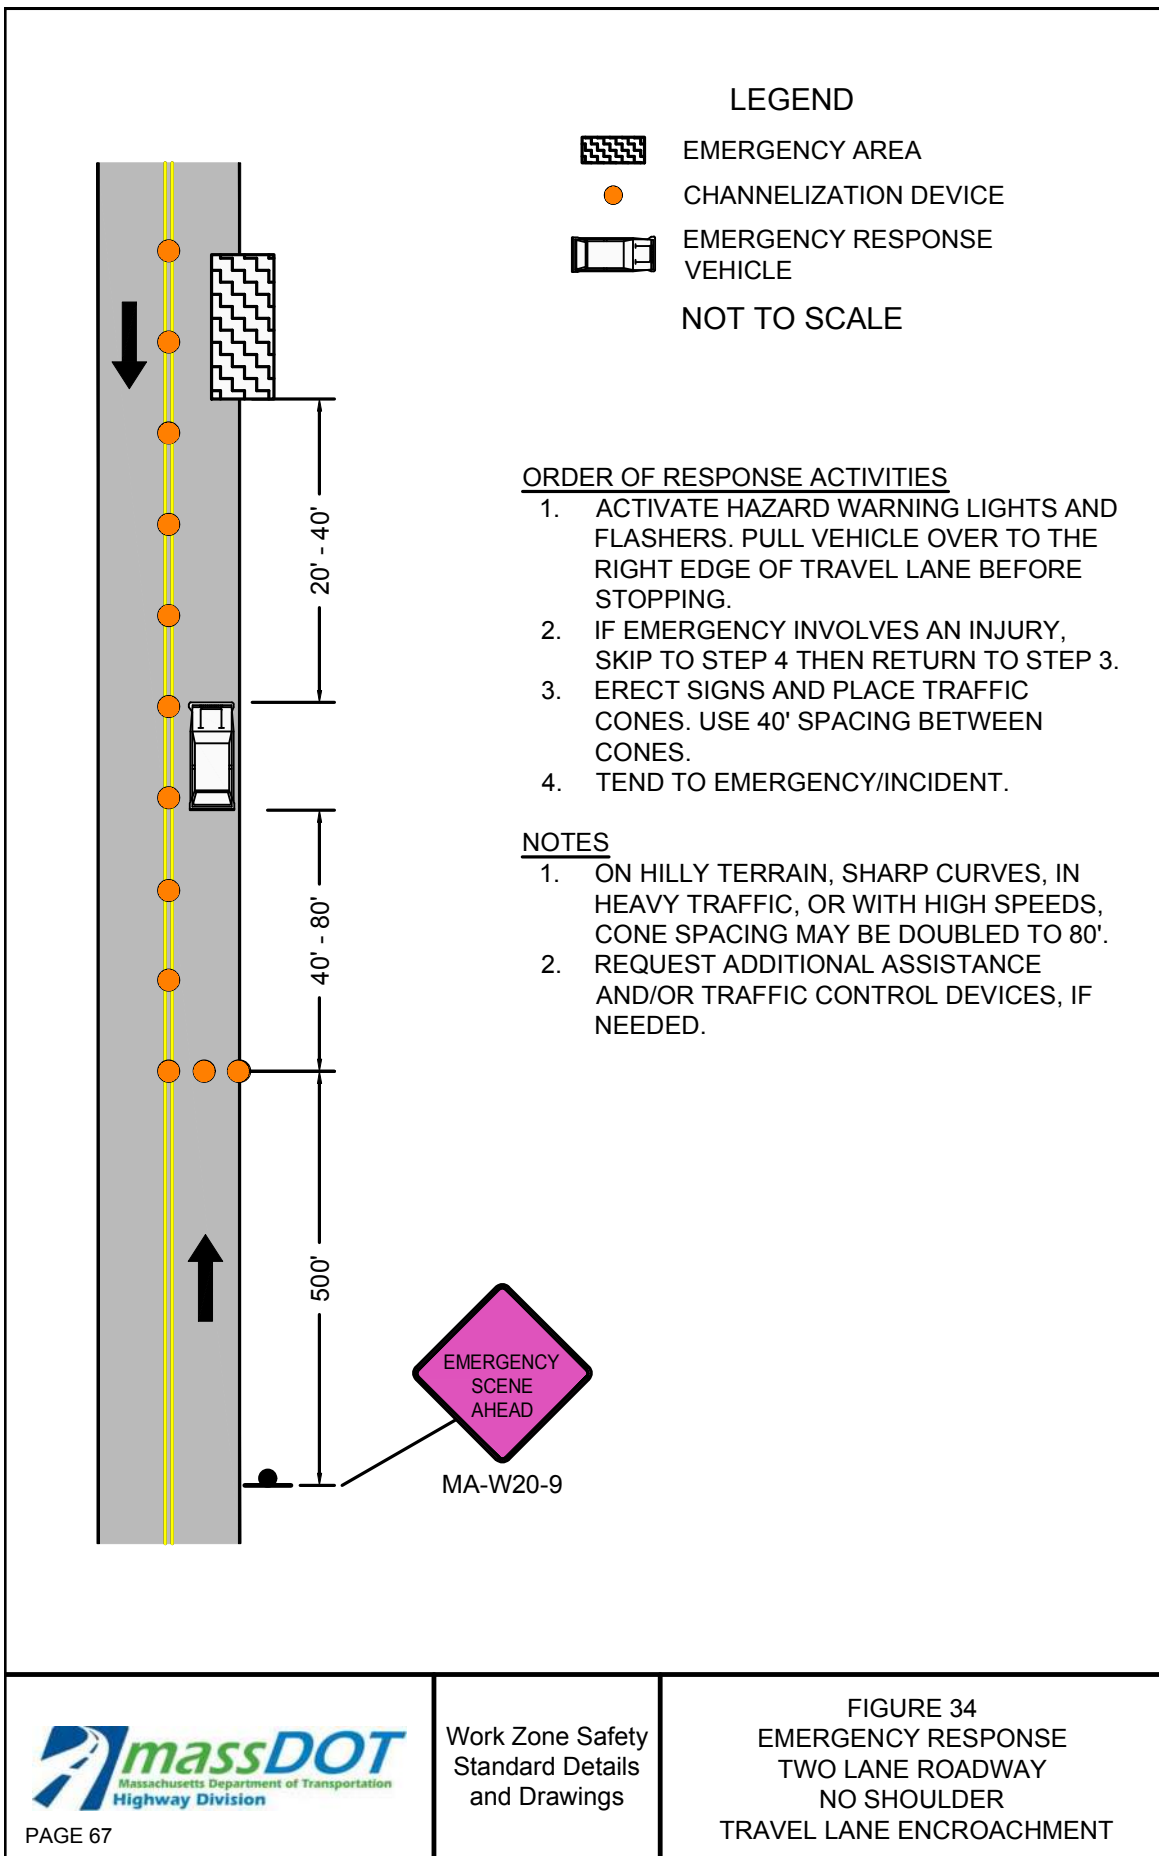 LEGEND
EMERGENCY AREA
CHANNELIZATION DEVICE
EMERGENCY RESPONSE
VEHICLE
NOT TO SCALE
20' - 40'
40' - 80'
500'
ORDER OF RESPONSE ACTIVITIES
1. ACTIVATE HAZARD WARNING LIGHTS AND
FLASHERS. PULL VEHICLE OVER TO THE
RIGHT EDGE OF TRAVEL LANE BEFORE
STOPPING.
2. IF EMERGENCY INVOLVES AN INJURY,
SKIP TO STEP 4 THEN RETURN TO STEP 3.
3. ERECT SIGNS AND PLACE TRAFFIC
CONES. USE 40' SPACING BETWEEN
CONES.
4. TEND TO EMERGENCY/INCIDENT.
NOTES
1. ON HILLY TERRAIN, SHARP CURVES, IN
HEAVY TRAFFIC, OR WITH HIGH SPEEDS,
CONE SPACING MAY BE DOUBLED TO 80'.
2. REQUEST ADDITIONAL ASSISTANCE
AND/OR TRAFFIC CONTROL DEVICES, IF
NEEDED.
EMERGENCY
SCENE
AHEAD
MA-W20-9
massDOT
Massachusetts Department of Transportation
Highway Division
PAGE 67
Work Zone Safety
Standard Details
and Drawings
FIGURE 34
EMERGENCY RESPONSE
TWO LANE ROADWAY
NO SHOULDER
TRAVEL LANE ENCROACHMENT